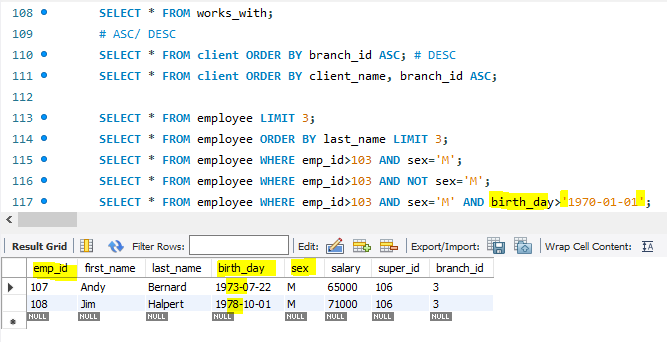 108 SELECT * FROM works_with;
109 # ASC/ DESC
110 SELECT * FROM client ORDER BY branch_id ASC; # DESC
111 SELECT * FROM client ORDER BY client_name, branch_id ASC;
112
113 SELECT * FROM employee LIMIT 3;
114 SELECT * FROM employee ORDER BY last_name LIMIT 3;
115 SELECT * FROM employee WHERE emp_id>103 AND sex='M';
116 SELECT * FROM employee WHERE emp_id>103 AND NOT sex='M';
117 SELECT * FROM employee WHERE emp_id>103 AND sex='M' AND birth_day>'1970-01-01';
Result Grid Filter Rows: Edit: Export/Import: Wrap Cell Content: IA
emp_id first_name last_name birth_day sex salary super_id branch_id
107 Andy Bernard 1973-07-22 M 65000 106 3
108 Jim Halpert 1978-10-01 M 71000 106 3
NULL NULL NULL NULL NULL NULL NULL NULL